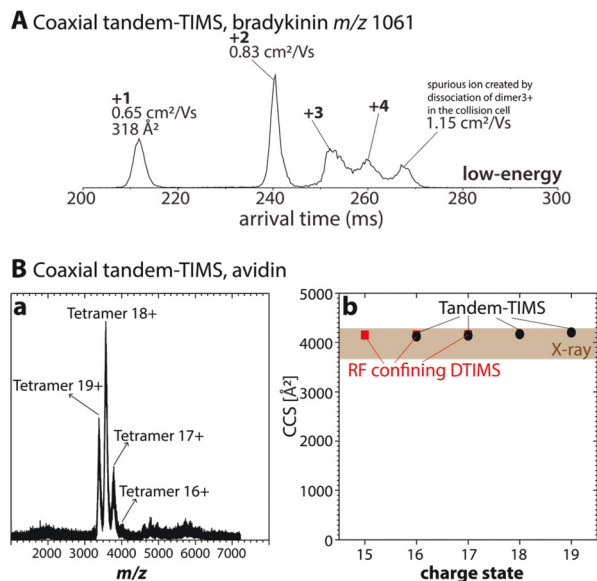 A Coaxial tandem-TIMS, bradykinin m/z 1061
+1
0.65 cm²/Vs
318 Å²
+2
0.83 cm²/Vs
+3
+4
spurious ion created by
dissociation of dimer3+
in the collision cell
1.15 cm²/Vs
low-energy
200 220 240 260 280 300
arrival time (ms)
B Coaxial tandem-TIMS, avidin
a
Tetramer 18+
Tetramer 19+
Tetramer 17+
Tetramer 16+
2000 3000 4000 5000 6000 7000
m/z
b
Tandem-TIMS
X-ray
RF confining DTIMS
CCS [Å²]
5000
4000
3000
2000
1000
0
15 16 17 18 19
charge state